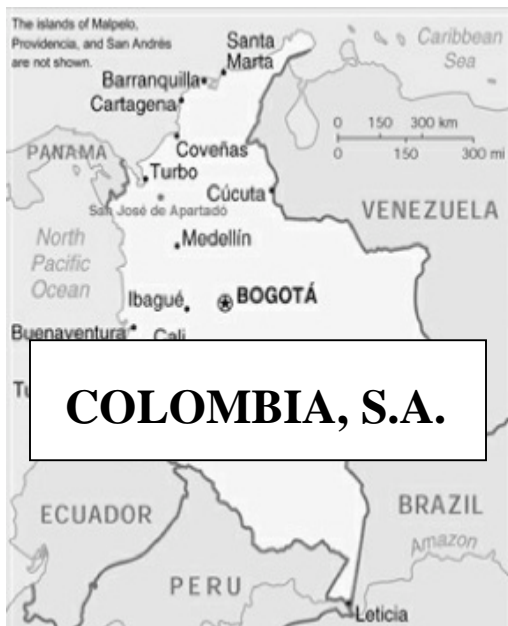 The islands of Malpelo,
Providencia, and San Andrés
are not shown.
Caribbean
Sea
Santa
Marta
Barranquilla
Cartagena
0 150 300 km
0 150 300 mi
PANAMA
Coveñas
Turbo
Cúcuta
San José de Apartadó
VENEZUELA
North
Pacific
Ocean
Medellín
Ibagué
BOGOTÁ
Buenaventura
Cali
COLOMBIA, S.A.
ECUADOR
BRAZIL
Amazon
PERU
Leticia